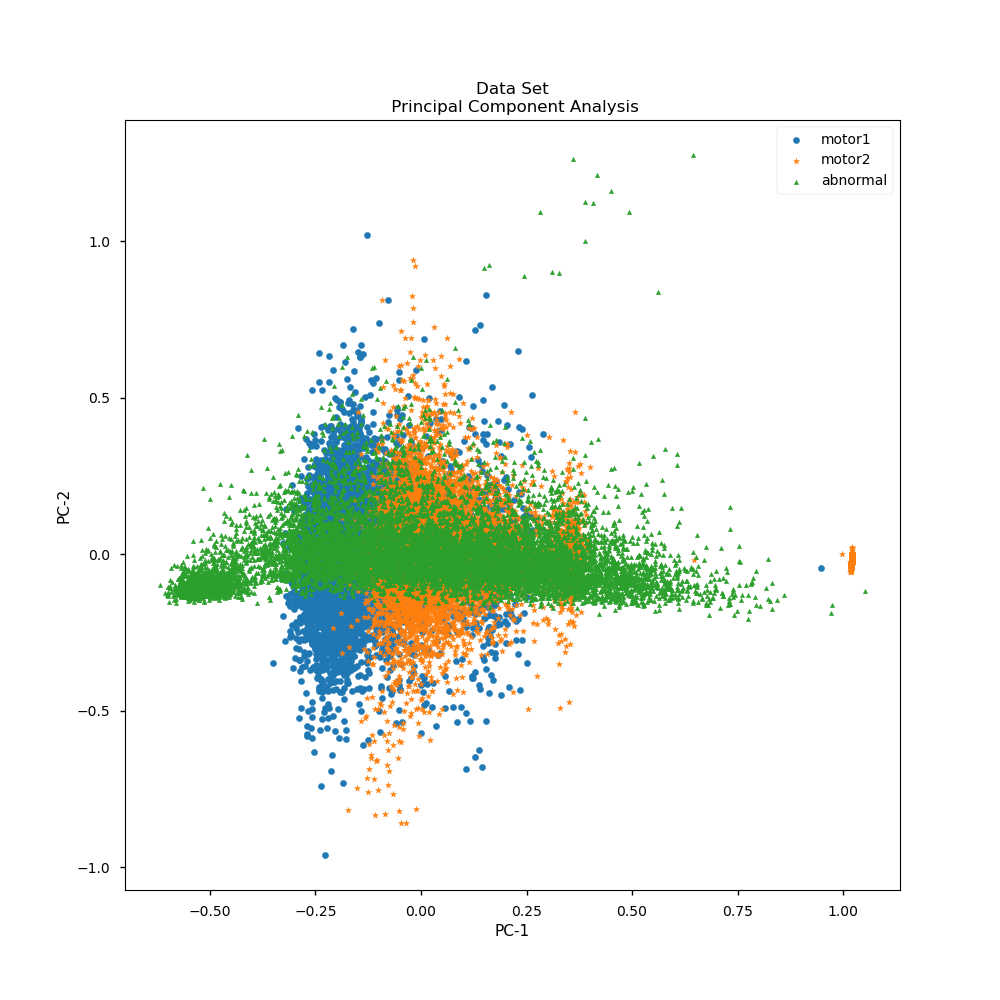 Data Set
Principal Component Analysis
motor1
motor2
abnormal
1.0
0.5
0.0
−0.5
−1.0
PC-2
−0.50
−0.25
0.00
0.25
0.50
0.75
1.00
PC-1